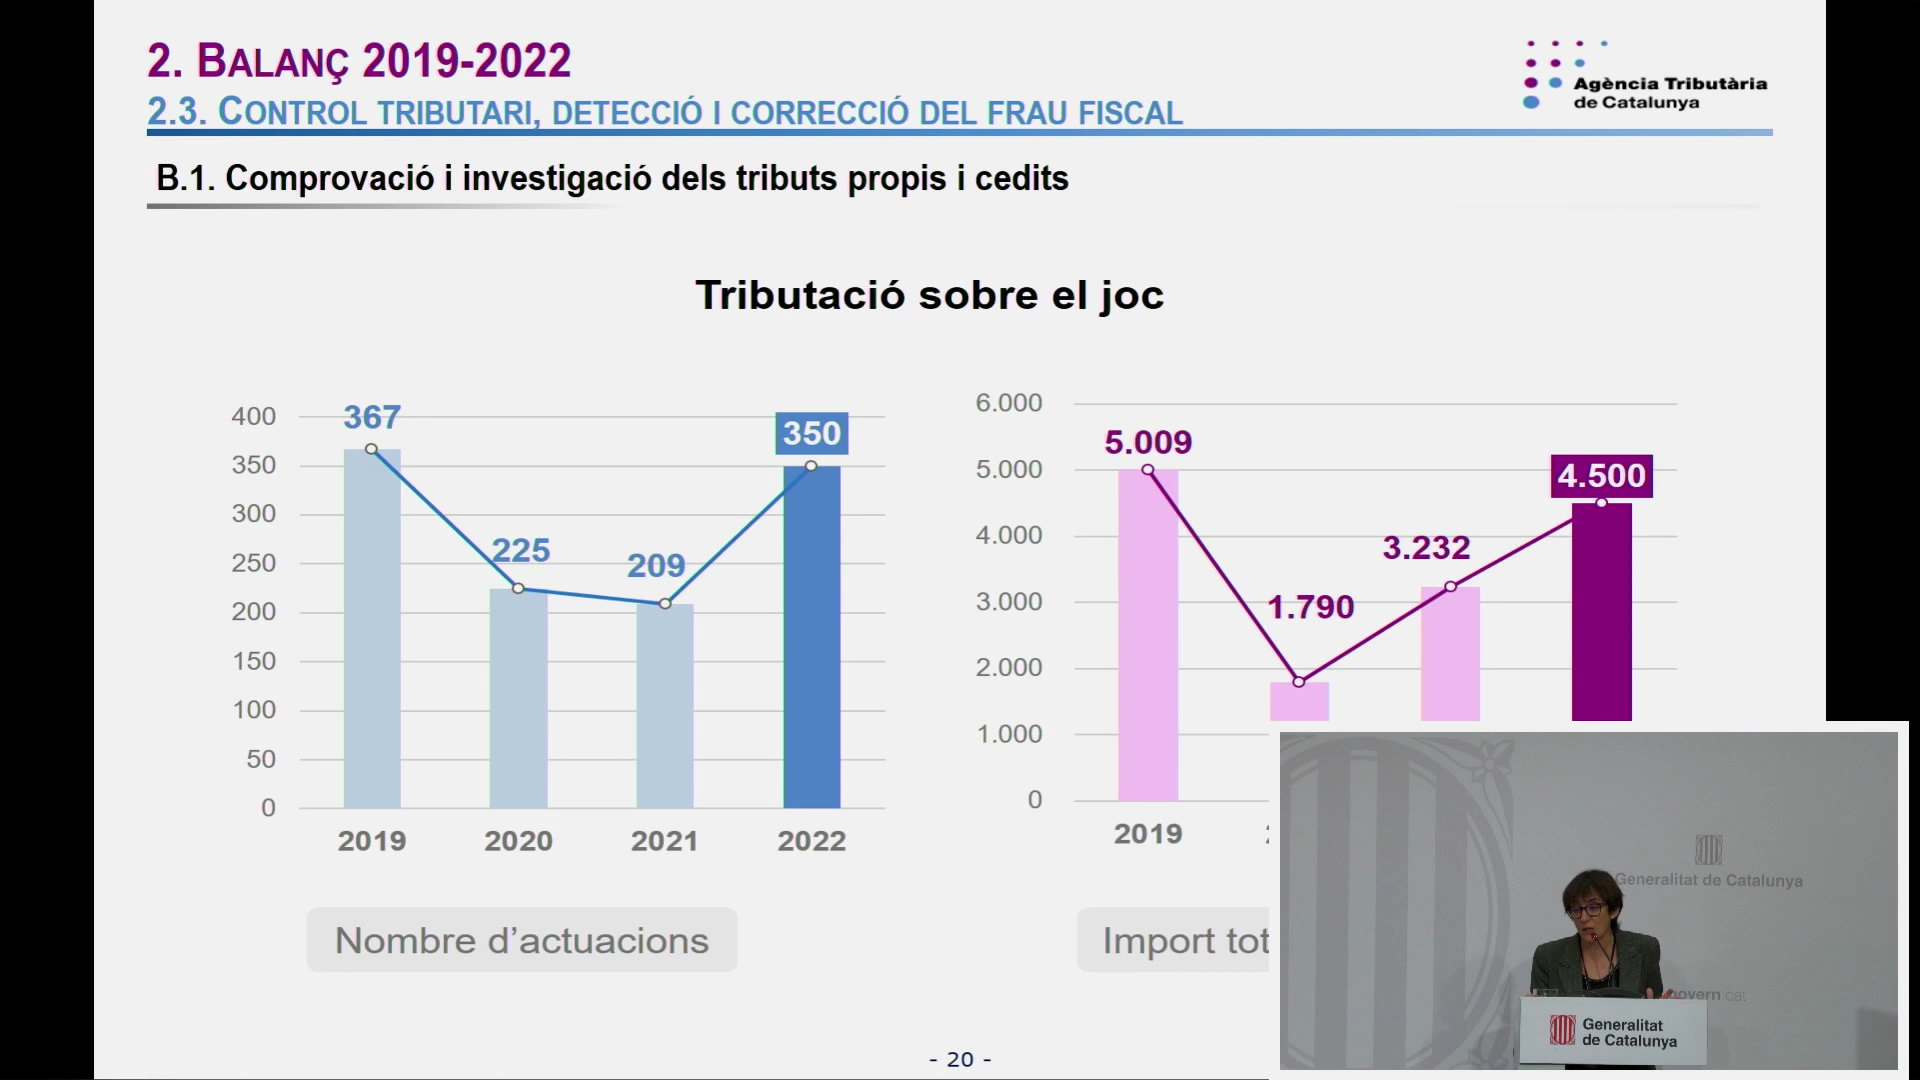 2. BALANÇ 2019-2022
2.3. CONTROL TRIBUTARI, DETECCIÓ I CORRECCIÓ DEL FRAU FISCAL
Agència Tributària
de Catalunya
B.1. Comprovació i investigació dels tributs propis i cedits
Tributació sobre el joc
400
350
300
250
200
150
100
50
0
367
225
209
350
2019
2020
2021
2022
Nombre d’actuacions
6.000
5.000
4.000
3.000
2.000
1.000
0
5.009
1.790
3.232
4.500
2019
Import tot
Generalitat de Catalunya
govern cat
Generalitat
de Catalunya
- 20 -